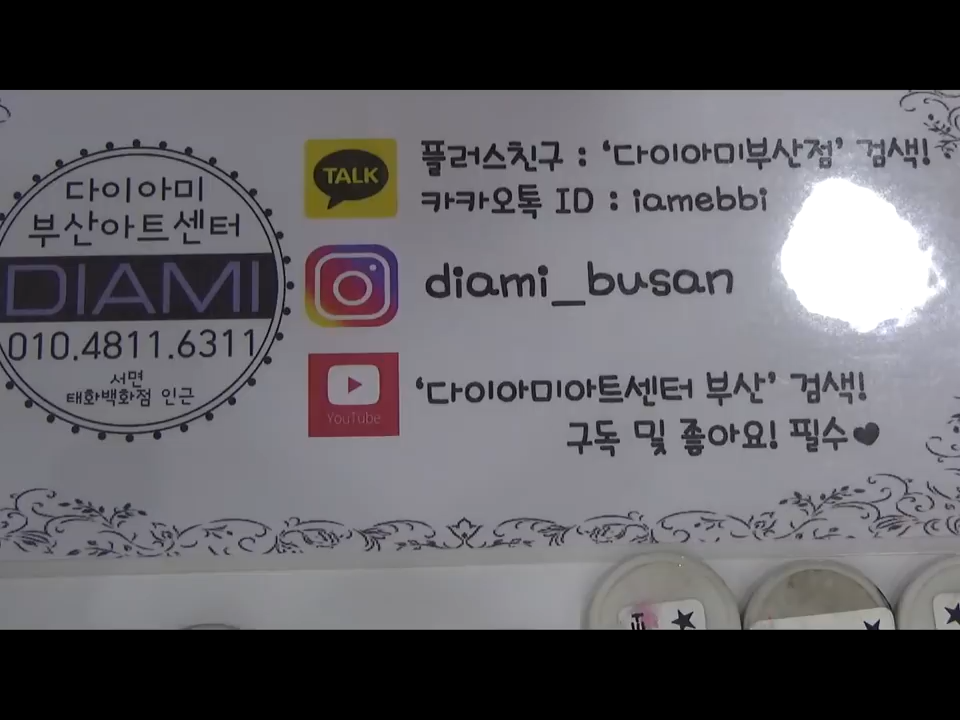 다이아미
부산아트센터
DIAMI
010.4811.6311
서면
태화백화점 인근
TALK
플러스친구 : ‘다이아미부산점’ 검색!
카카오톡 ID : iamebbi
diami_busan
YouTube
‘다이아미아트센터 부산’ 검색!
구독 및 좋아요! 필수♥